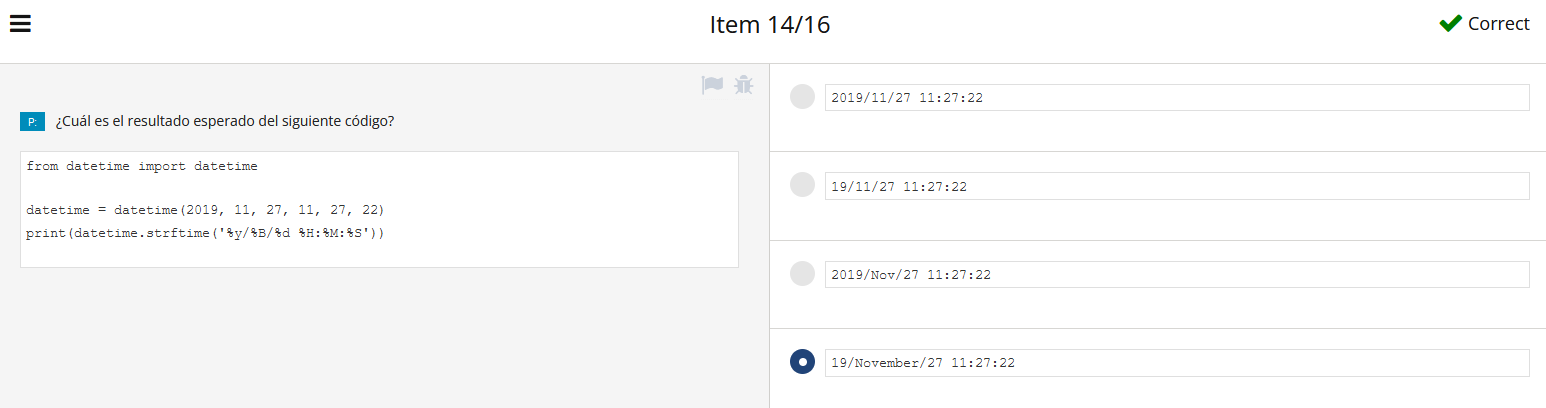 Item 14/16
Correct
P: ¿Cuál es el resultado esperado del siguiente código?
from datetime import datetime
datetime = datetime(2019, 11, 27, 11, 27, 22)
print(datetime.strftime('%y/%B/%d %H:%M:%S'))
2019/11/27 11:27:22
19/11/27 11:27:22
2019/Nov/27 11:27:22
19/November/27 11:27:22